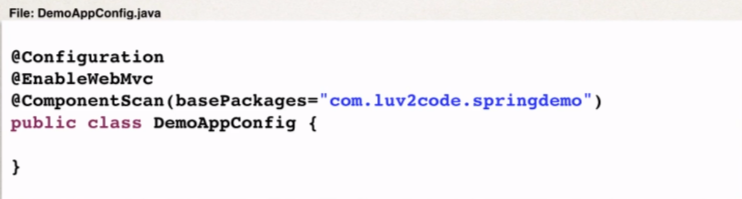 File: DemoAppConfig.java
@Configuration
@EnableWebMvc
@ComponentScan(basePackages="com.luv2code.springdemo")
public class DemoAppConfig {
}